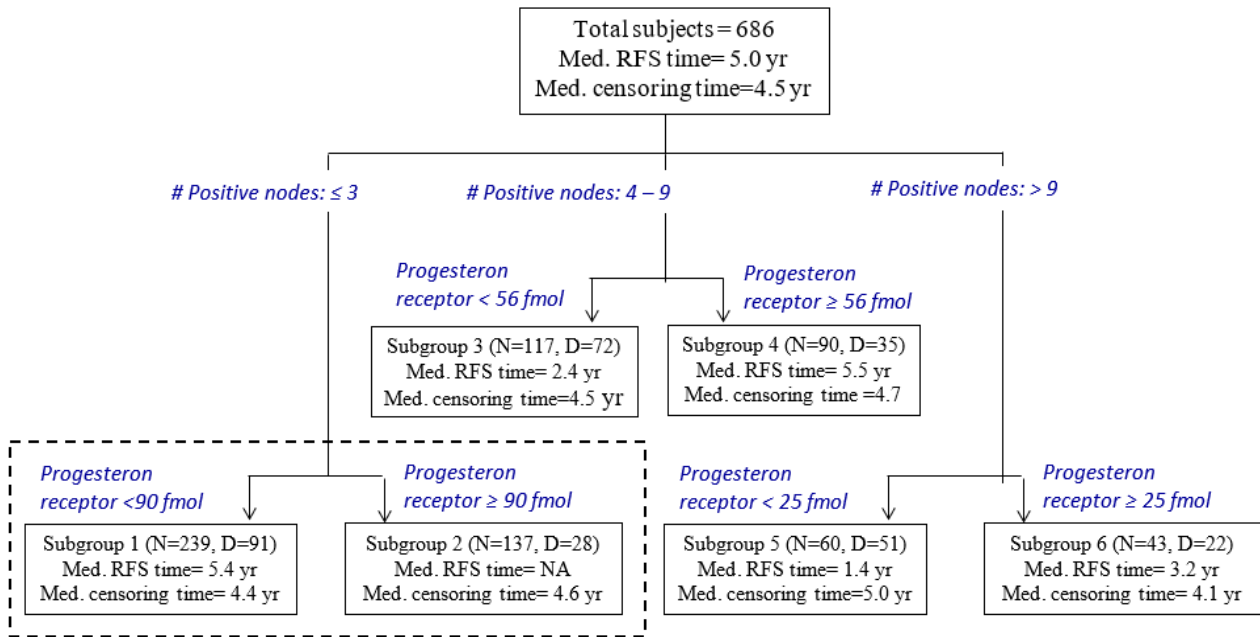 Total subjects = 686
Med. RFS time= 5.0 yr
Med. censoring time=4.5 yr
# Positive nodes: ≤ 3
# Positive nodes: 4 – 9
# Positive nodes: > 9
Progesteron
receptor < 56 fmol
Progesteron
receptor ≥ 56 fmol
Subgroup 3 (N=117, D=72)
Med. RFS time= 2.4 yr
Med. censoring time=4.5 yr
Subgroup 4 (N=90, D=35)
Med. RFS time= 5.5 yr
Med. censoring time =4.7
Progesteron
receptor <90 fmol
Progesteron
receptor ≥ 90 fmol
Progesteron
receptor < 25 fmol
Progesteron
receptor ≥ 25 fmol
Subgroup 1 (N=239, D=91)
Med. RFS time= 5.4 yr
Med. censoring time= 4.4 yr
Subgroup 2 (N=137, D=28)
Med. RFS time= NA
Med. censoring time= 4.6 yr
Subgroup 5 (N=60, D=51)
Med. RFS time= 1.4 yr
Med. censoring time=5.0 yr
Subgroup 6 (N=43, D=22)
Med. RFS time= 3.2 yr
Med. censoring time= 4.1 yr